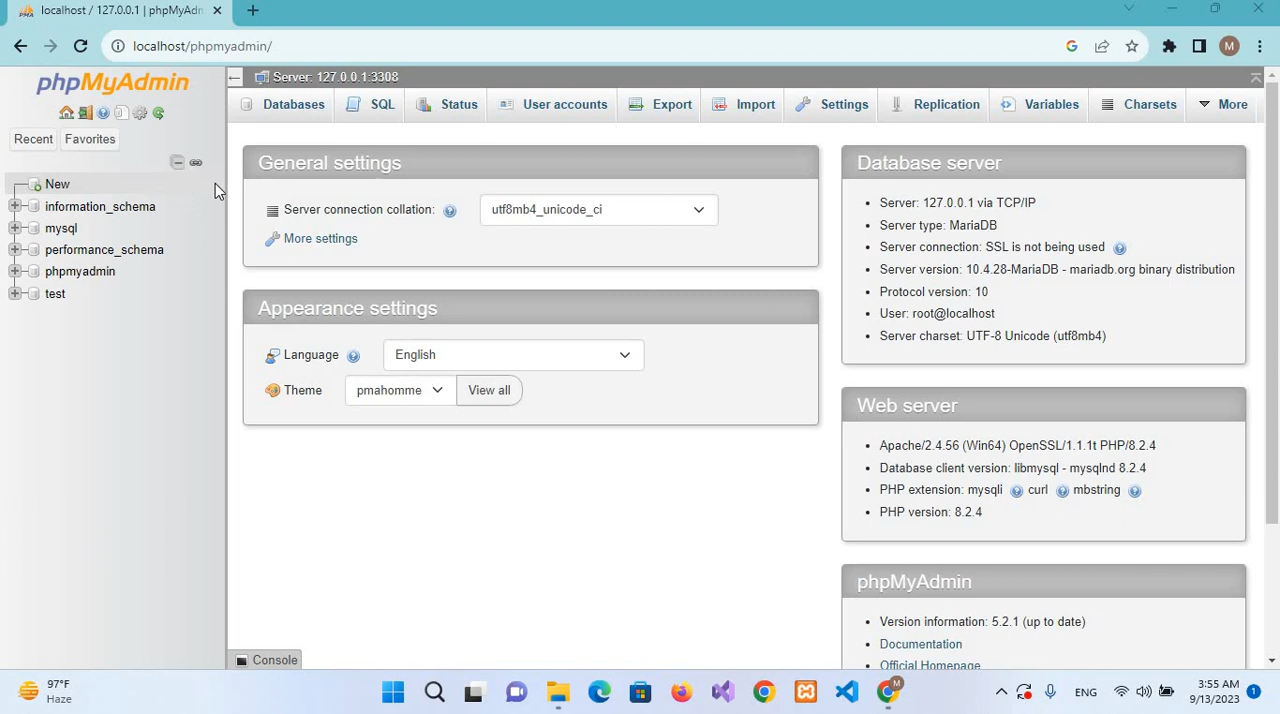 localhost / 127.0.0.1 | phpMyAdm
localhost/phpmyadmin/
M
phpMyAdmin
Recent
Favorites
New
information_schema
mysql
performance_schema
phpmyadmin
test
Server: 127.0.0.1:3308
Databases
SQL
Status
User accounts
Export
Import
Settings
Replication
Variables
Charsets
More
General settings
Server connection collation:
utf8mb4_unicode_ci
More settings
Appearance settings
Language
English
Theme
pmahomme
View all
Database server
Server: 127.0.0.1 via TCP/IP
Server type: MariaDB
Server connection: SSL is not being used
Server version: 10.4.28-MariaDB - mariadb.org binary distribution
Protocol version: 10
User: root@localhost
Server charset: UTF-8 Unicode (utf8mb4)
Web server
Apache/2.4.56 (Win64) OpenSSL/1.1.1t PHP/8.2.4
Database client version: libmysql - mysqlnd 8.2.4
PHP extension: mysqli curl mbstring
PHP version: 8.2.4
phpMyAdmin
Version information: 5.2.1 (up to date)
Documentation
Official Homepage
Console
97°F
Haze
ENG
3:55 AM
9/13/2023
1